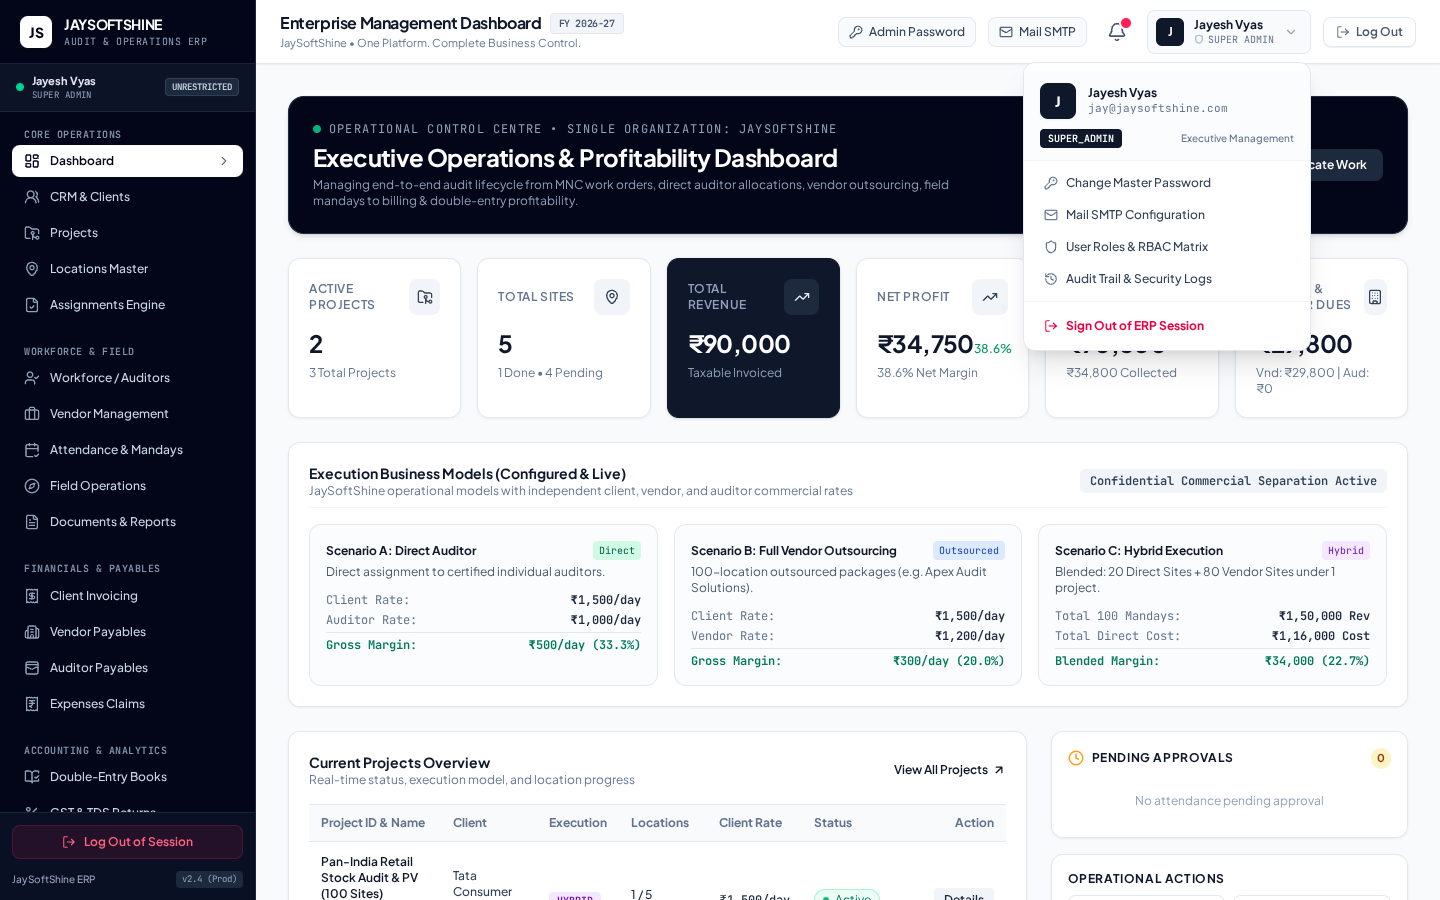 JS
JAYSOFTSHINE
AUDIT & OPERATIONS ERP
Jayesh Vyas
SUPER ADMIN
UNRESTRICTED
CORE OPERATIONS
Dashboard
CRM & Clients
Projects
Locations Master
Assignments Engine
WORKFORCE & FIELD
Workforce / Auditors
Vendor Management
Attendance & Mandays
Field Operations
Documents & Reports
FINANCIALS & PAYABLES
Client Invoicing
Vendor Payables
Auditor Payables
Expenses Claims
ACCOUNTING & ANALYTICS
Double-Entry Books
GST & TDS Returns
Log Out of Session
JaySoftShine ERP
v2.4 (Prod)
Enterprise Management Dashboard
FY 2026-27
JaySoftShine • One Platform. Complete Business Control.
Admin Password
Mail SMTP
J
Jayesh Vyas
SUPER ADMIN
Log Out
J
Jayesh Vyas
jay@jaysoftshine.com
SUPER_ADMIN
Executive Management
Change Master Password
Mail SMTP Configuration
User Roles & RBAC Matrix
Audit Trail & Security Logs
Sign Out of ERP Session
OPERATIONAL CONTROL CENTRE • SINGLE ORGANIZATION: JAYSOFTSHINE
Executive Operations & Profitability Dashboard
Managing end-to-end audit lifecycle from MNC work orders, direct auditor allocations, vendor outsourcing, field
mandays to billing & double-entry profitability.
cate Work
ACTIVE
PROJECTS
2
3 Total Projects
TOTAL SITES
5
1 Done • 4 Pending
TOTAL
REVENUE
₹90,000
Taxable Invoiced
NET PROFIT
₹34,750 38.6%
38.6% Net Margin
₹34,800 Collected
&
R DUES
₹29,800
Vnd: ₹29,800 | Aud:
₹0
Execution Business Models (Configured & Live)
JaySoftShine operational models with independent client, vendor, and auditor commercial rates
Confidential Commercial Separation Active
Scenario A: Direct Auditor
Direct
Direct assignment to certified individual auditors.
Client Rate: ₹1,500/day
Auditor Rate: ₹1,000/day
Gross Margin: ₹500/day (33.3%)
Scenario B: Full Vendor Outsourcing
Outsourced
100-location outsourced packages (e.g. Apex Audit
Solutions).
Client Rate: ₹1,500/day
Vendor Rate: ₹1,200/day
Gross Margin: ₹300/day (20.0%)
Scenario C: Hybrid Execution
Hybrid
Blended: 20 Direct Sites + 80 Vendor Sites under 1
project.
Total 100 Mandays: ₹1,50,000 Rev
Total Direct Cost: ₹1,16,000 Cost
Blended Margin: ₹34,000 (22.7%)
Current Projects Overview
Real-time status, execution model, and location progress
View All Projects
Project ID & Name Client Execution Locations Client Rate Status Action
Pan-India Retail
Stock Audit & PV
(100 Sites)
Tata
Consumer
HYBRID
1 / 5
₹1,500/day
Active
Details
PENDING APPROVALS
0
No attendance pending approval
OPERATIONAL ACTIONS